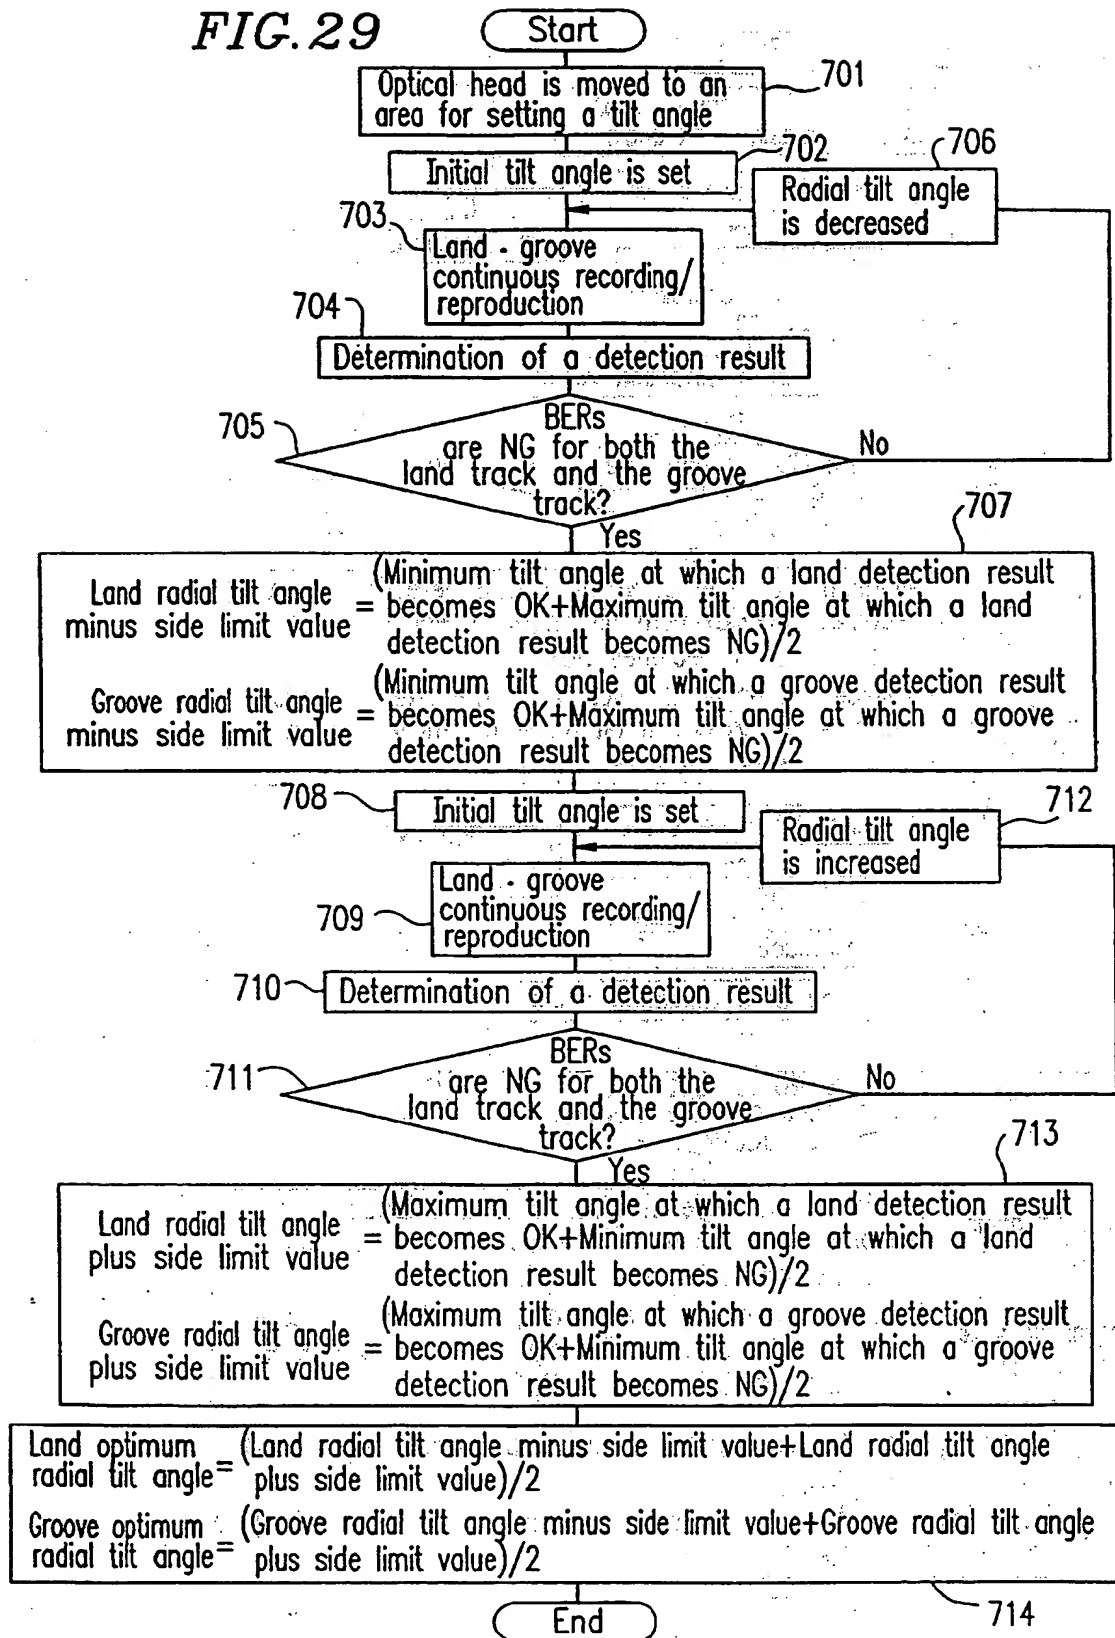 FIG.29
Start
701
Optical head is moved to an
area for setting a tilt angle
702
Initial tilt angle is set
706
Radial tilt angle
is decreased
703
Land - groove
continuous recording/
reproduction
704
Determination of a detection result
705
BERs
are NG for both the
land track and the groove
track?
No
Yes
707
Land radial tilt angle
minus side limit value
=
(Minimum tilt angle at which a land detection result
becomes OK+Maximum tilt angle at which a land
detection result becomes NG)/2
Groove radial tilt angle
minus side limit value
=
(Minimum tilt angle at which a groove detection result
becomes OK+Maximum tilt angle at which a groove
detection result becomes NG)/2
708
Initial tilt angle is set
712
Radial tilt angle
is increased
709
Land - groove
continuous recording/
reproduction
710
Determination of a detection result
711
BERs
are NG for both the
land track and the groove
track?
No
Yes
713
Land radial tilt angle
plus side limit value
=
(Maximum tilt angle at which a land detection result
becomes OK+Minimum tilt angle at which a land
detection result becomes NG)/2
Groove radial tilt angle
plus side limit value
=
(Maximum tilt angle at which a groove detection result
becomes OK+Minimum tilt angle at which a groove
detection result becomes NG)/2
Land optimum
radial tilt angle
=
(Land radial tilt angle minus side limit value+Land radial tilt angle
plus side limit value)/2
Groove optimum
radial tilt angle
=
(Groove radial tilt angle minus side limit value+Groove radial tilt angle
plus side limit value)/2
714
End